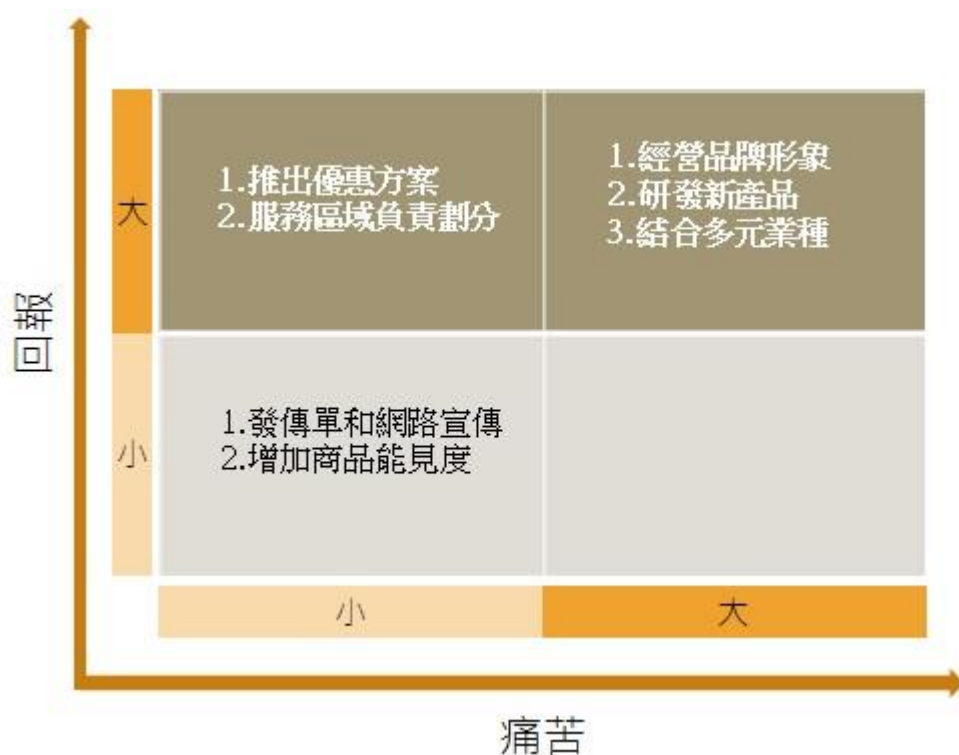 1.推出優惠方案
2.服務區域負責劃分
1.經營品牌形象
2.研發新產品
3.結合多元業種
大
回報
1.發傳單和網路宣傳
2.增加商品能見度
小
小
大
痛苦